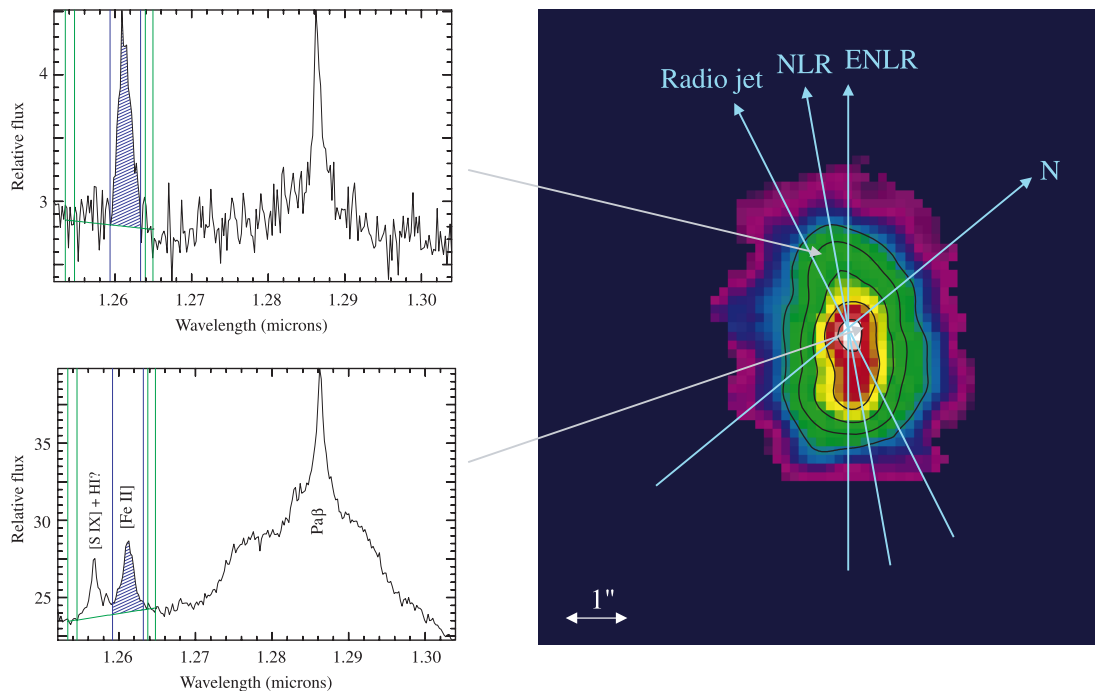 4
3
Relative flux
1.26
1.27
1.28
1.29
1.30
Wavelength (microns)
35
30
25
Relative flux
[S IX] + HI?
[Fe II]
Paβ
1.26
1.27
1.28
1.29
1.30
Wavelength (microns)
Radio jet
NLR
ENLR
N
1"